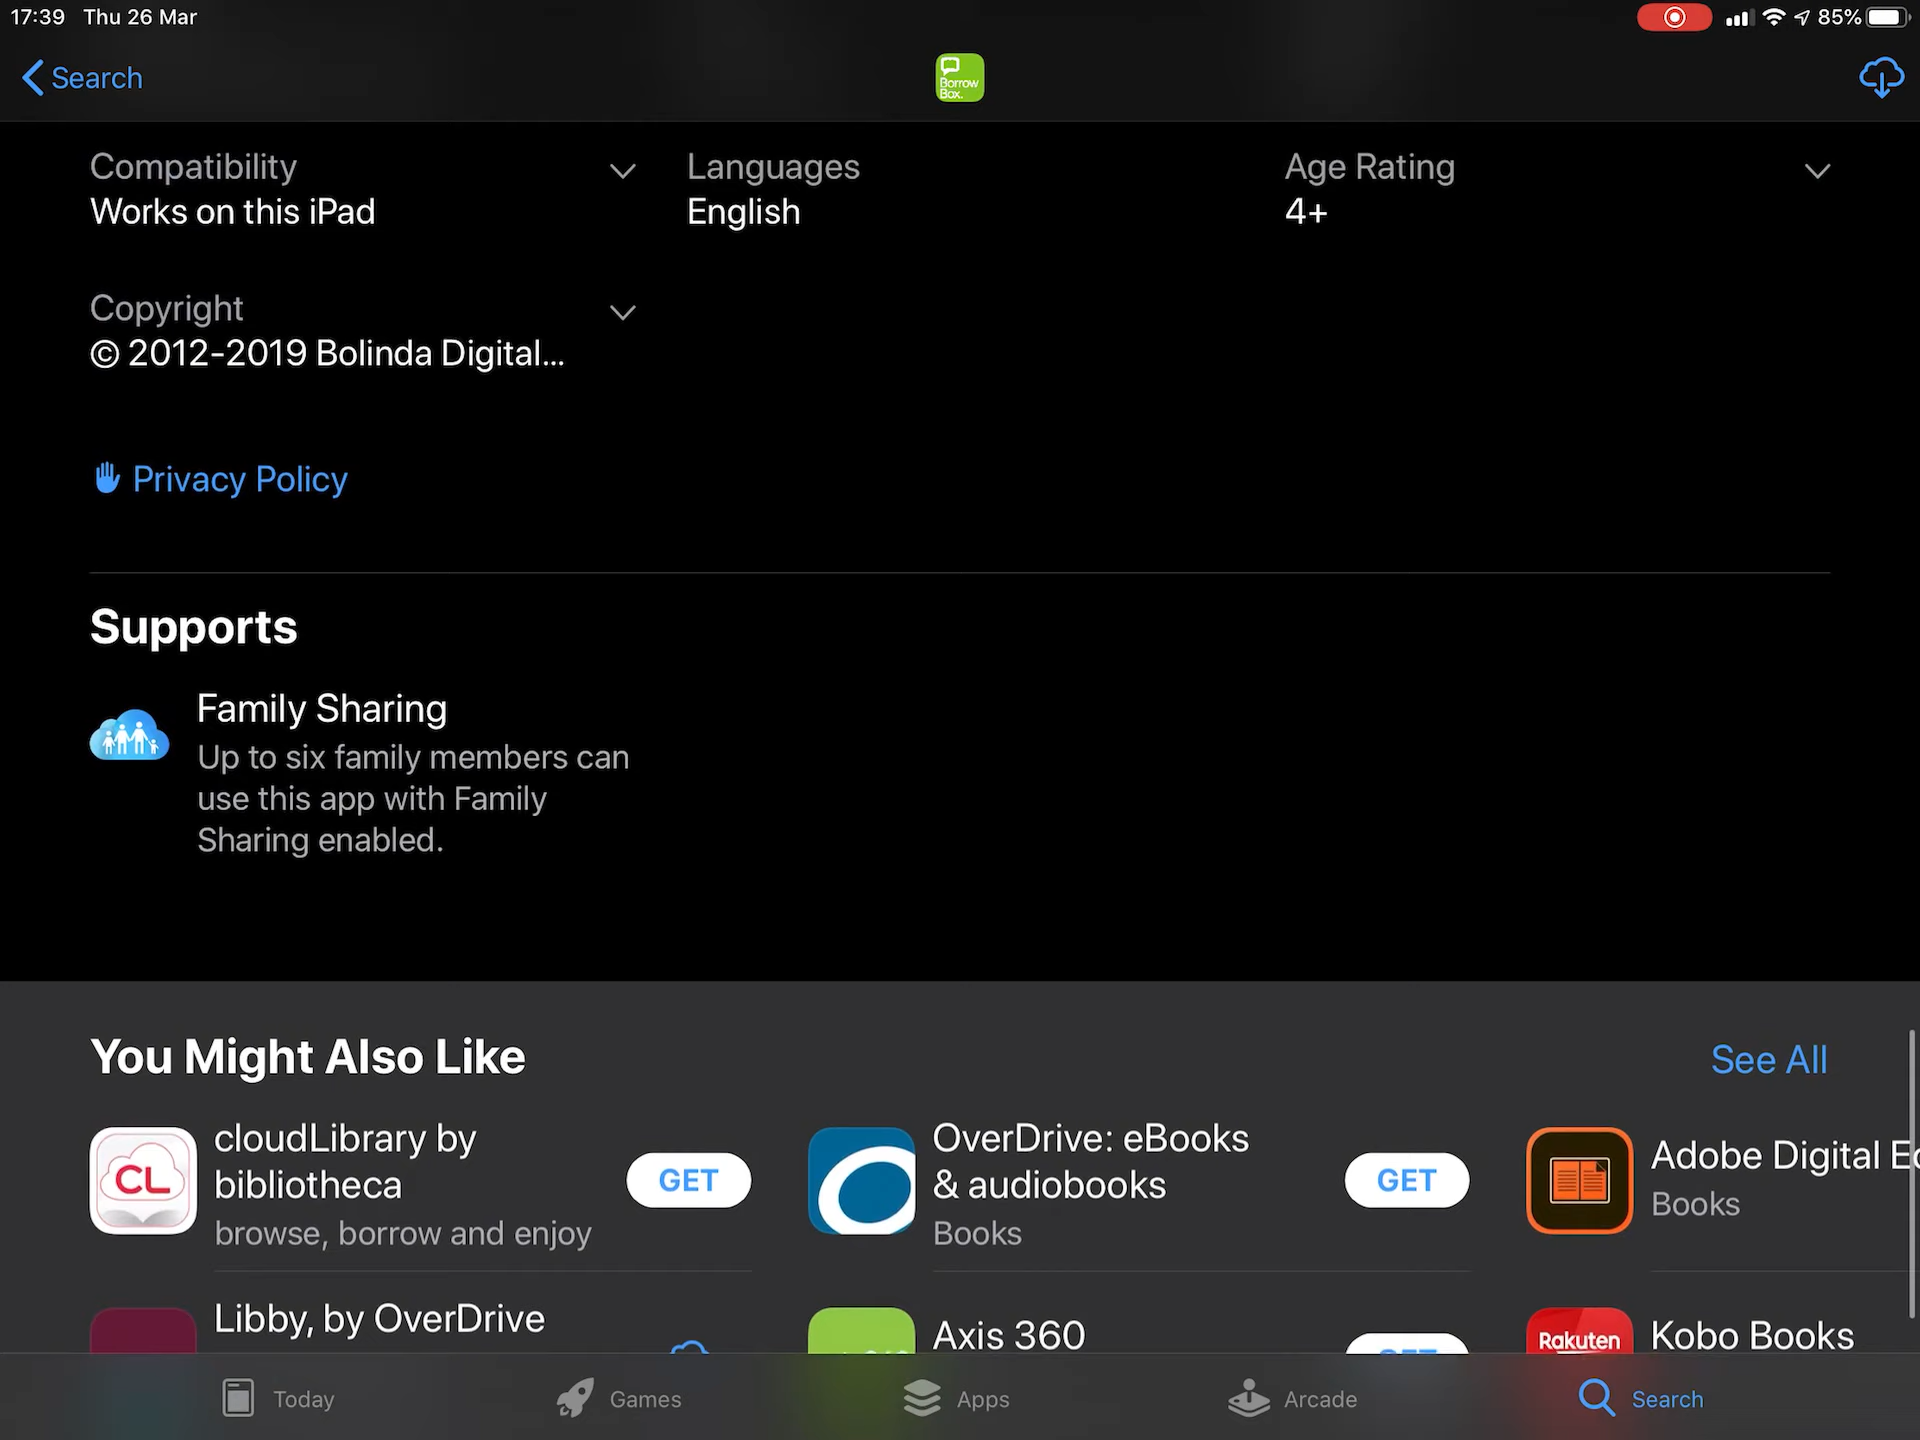 17:39 Thu 26 Mar
85%
Search
Borrow
Box.
Compatibility
Works on this iPad
Languages
English
Age Rating
4+
Copyright
© 2012-2019 Bolinda Digital...
Privacy Policy
Supports
Family Sharing
Up to six family members can
use this app with Family
Sharing enabled.
You Might Also Like
See All
CL
cloudLibrary by
bibliotheca
browse, borrow and enjoy
GET
OverDrive: eBooks
& audiobooks
Books
GET
Adobe Digital Ed
Books
Libby, by OverDrive
Axis 360
GET
Rakuten
Kobo Books
Today
Games
Apps
Arcade
Search